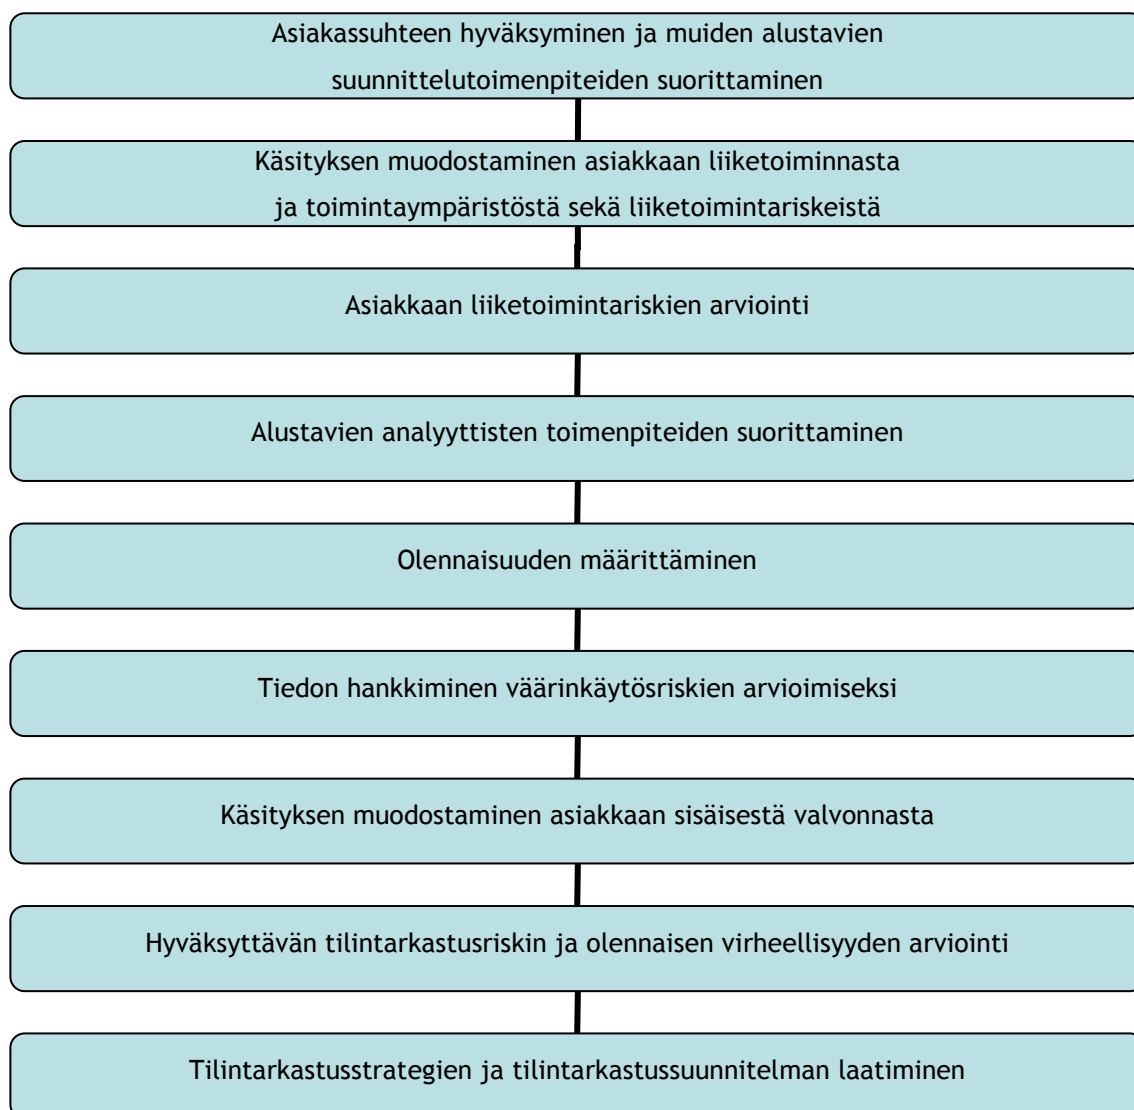 Asiakassuhteen hyväksyminen ja muiden alustavien
suunnittelutoimenpiteiden suorittaminen
Käsityksen muodostaminen asiakkaan liiketoiminnasta
ja toimintaympäristöstä sekä liiketoimintariskeistä
Asiakkaan liiketoimintariskien arviointi
Alustavien analyyttisten toimenpiteiden suorittaminen
Olennaisuuden määrittäminen
Tiedon hankkiminen väärinkäytösriskien arvioimiseksi
Käsityksen muodostaminen asiakkaan sisäisestä valvonnasta
Hyväksyttävän tilintarkastusriskin ja olennaisen virheellisyyden arviointi
Tilintarkastusstrategien ja tilintarkastussuunnitelman laatiminen